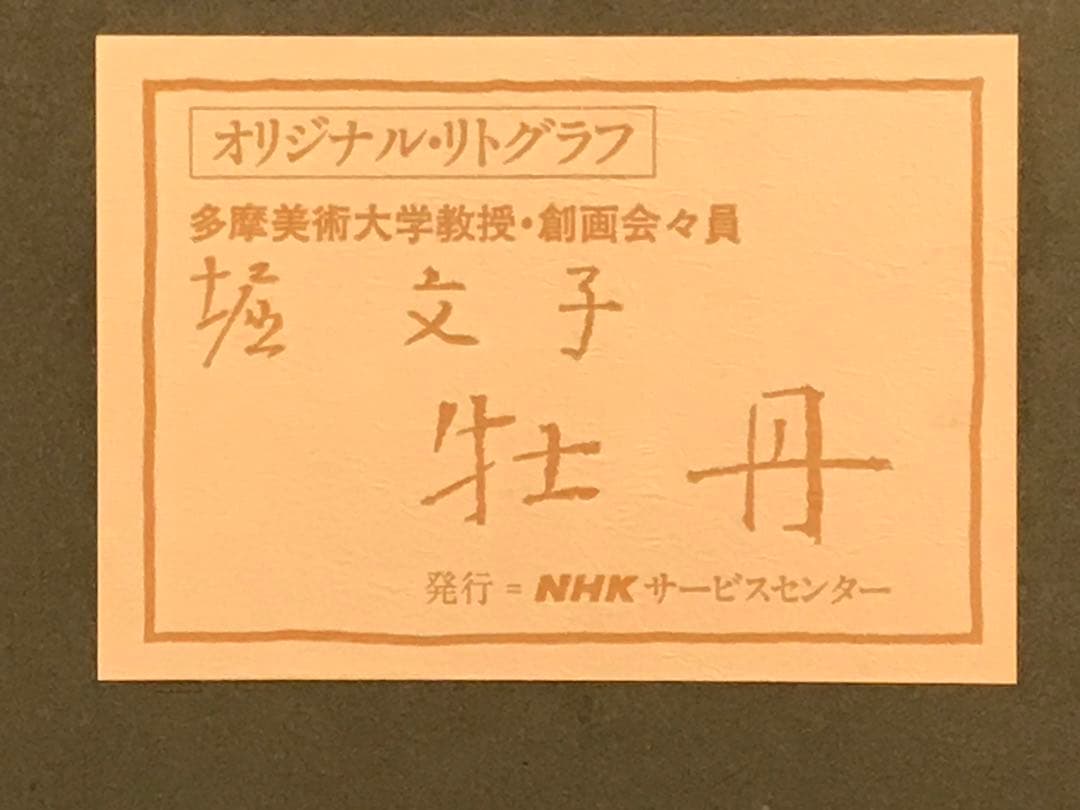 オリジナル・リトグラフ
多摩美術大学教授・創画会々員
堀 文子
牡丹
発行＝NHKサービスセンター